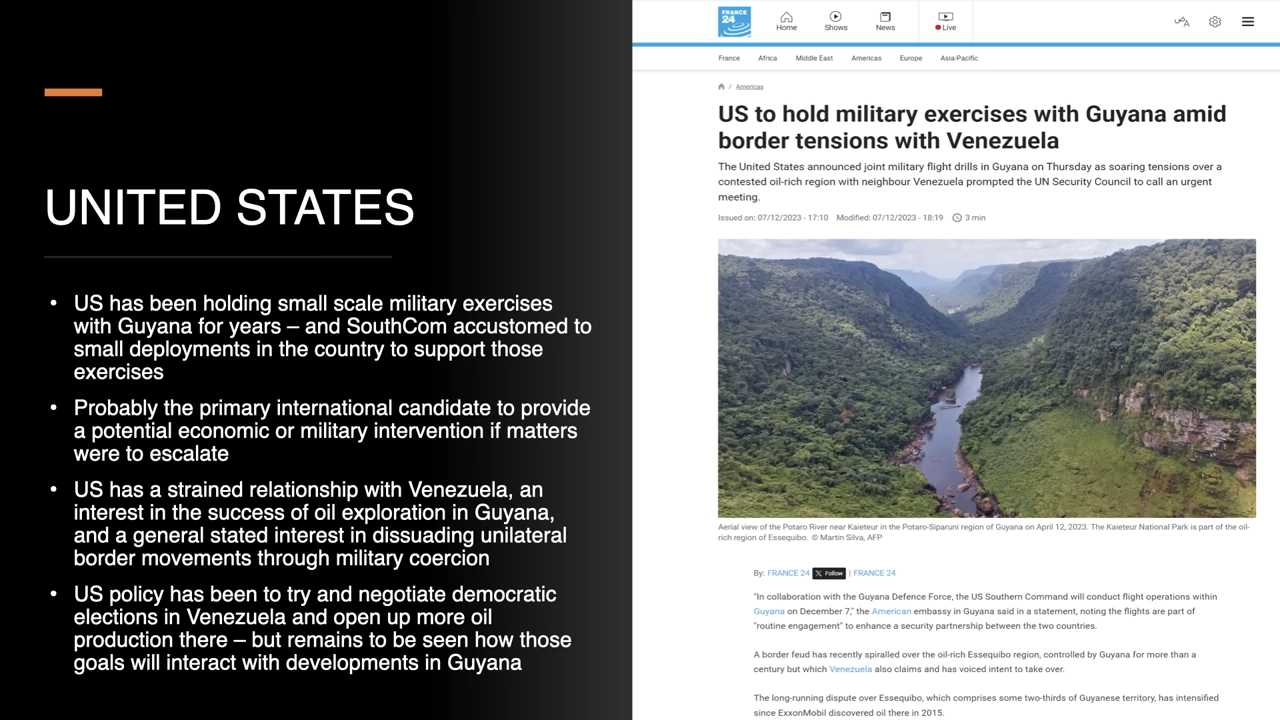 UNITED STATES
• US has been holding small scale military exercises
with Guyana for years – and SouthCom accustomed to
small deployments in the country to support those
exercises
• Probably the primary international candidate to provide
a potential economic or military intervention if matters
were to escalate
• US has a strained relationship with Venezuela, an
interest in the success of oil exploration in Guyana,
and a general stated interest in dissuading unilateral
border movements through military coercion
• US policy has been to try and negotiate democratic
elections in Venezuela and open up more oil
production there – but remains to be seen how those
goals will interact with developments in Guyana
FRANCE
24
Home
Shows
News
Live
France Africa Middle East Americas Europe Asia-Pacific
/ Americas
US to hold military exercises with Guyana amid
border tensions with Venezuela
The United States announced joint military flight drills in Guyana on Thursday as soaring tensions over a
contested oil-rich region with neighbour Venezuela prompted the UN Security Council to call an urgent
meeting.
Issued on: 07/12/2023 - 17:10 Modified: 07/12/2023 - 18:19 3 min
Aerial view of the Potaro River near Kaieteur in the Potaro-Siparuni region of Guyana on April 12, 2023. The Kaieteur National Park is part of the oil-
rich region of Essequibo. © Martin Silva, AFP
By: FRANCE 24 X Follow | FRANCE 24
"In collaboration with the Guyana Defence Force, the US Southern Command will conduct flight operations within
Guyana on December 7," the American embassy in Guyana said in a statement, noting the flights are part of
"routine engagement" to enhance a security partnership between the two countries.
A border feud has recently spiralled over the oil-rich Essequibo region, controlled by Guyana for more than a
century but which Venezuela also claims and has voiced intent to take over.
The long-running dispute over Essequibo, which comprises some two-thirds of Guyanese territory, has intensified
since ExxonMobil discovered oil there in 2015.